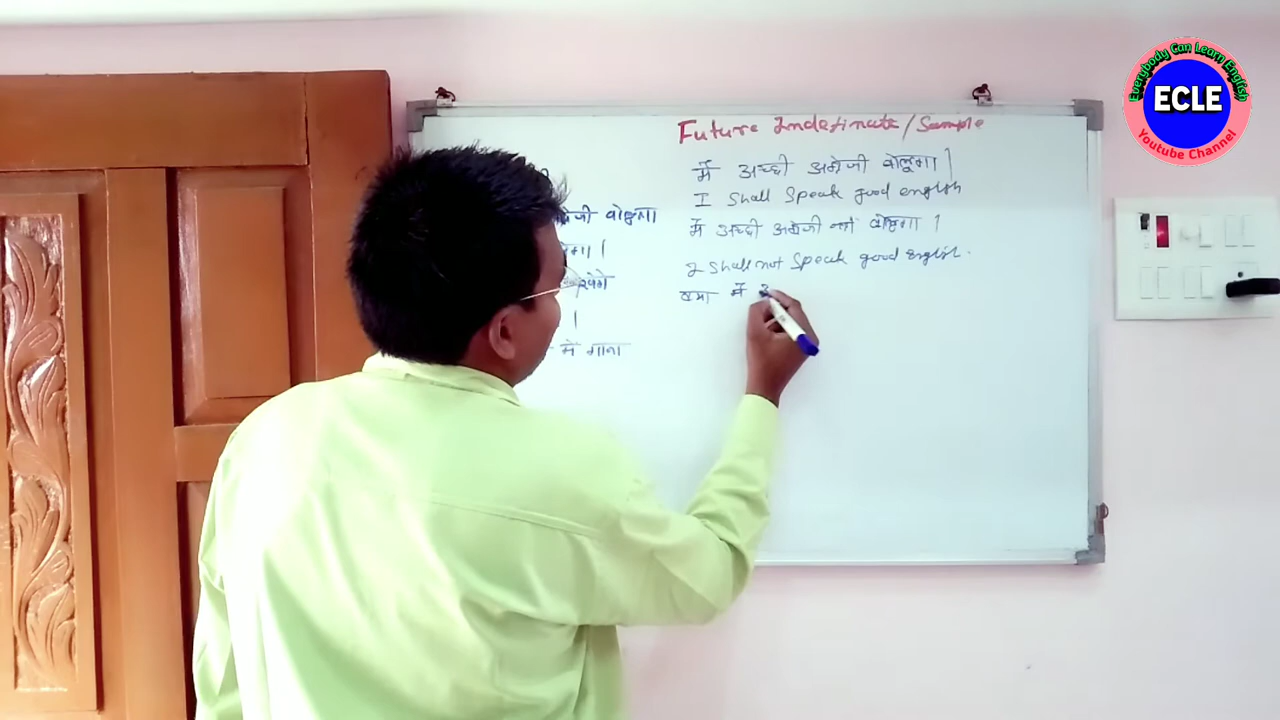 Everybody Can Learn English
ECLE
Youtube Channel
Future Indefinate/Sample
मैं अच्छी अंग्रेजी बोलूगा।
I shall speak good english
मैं अच्छी अंग्रेजी नहीं बोलूगा।
I shall not speak good english.
क्या मैं
बोलूगा
में गाना